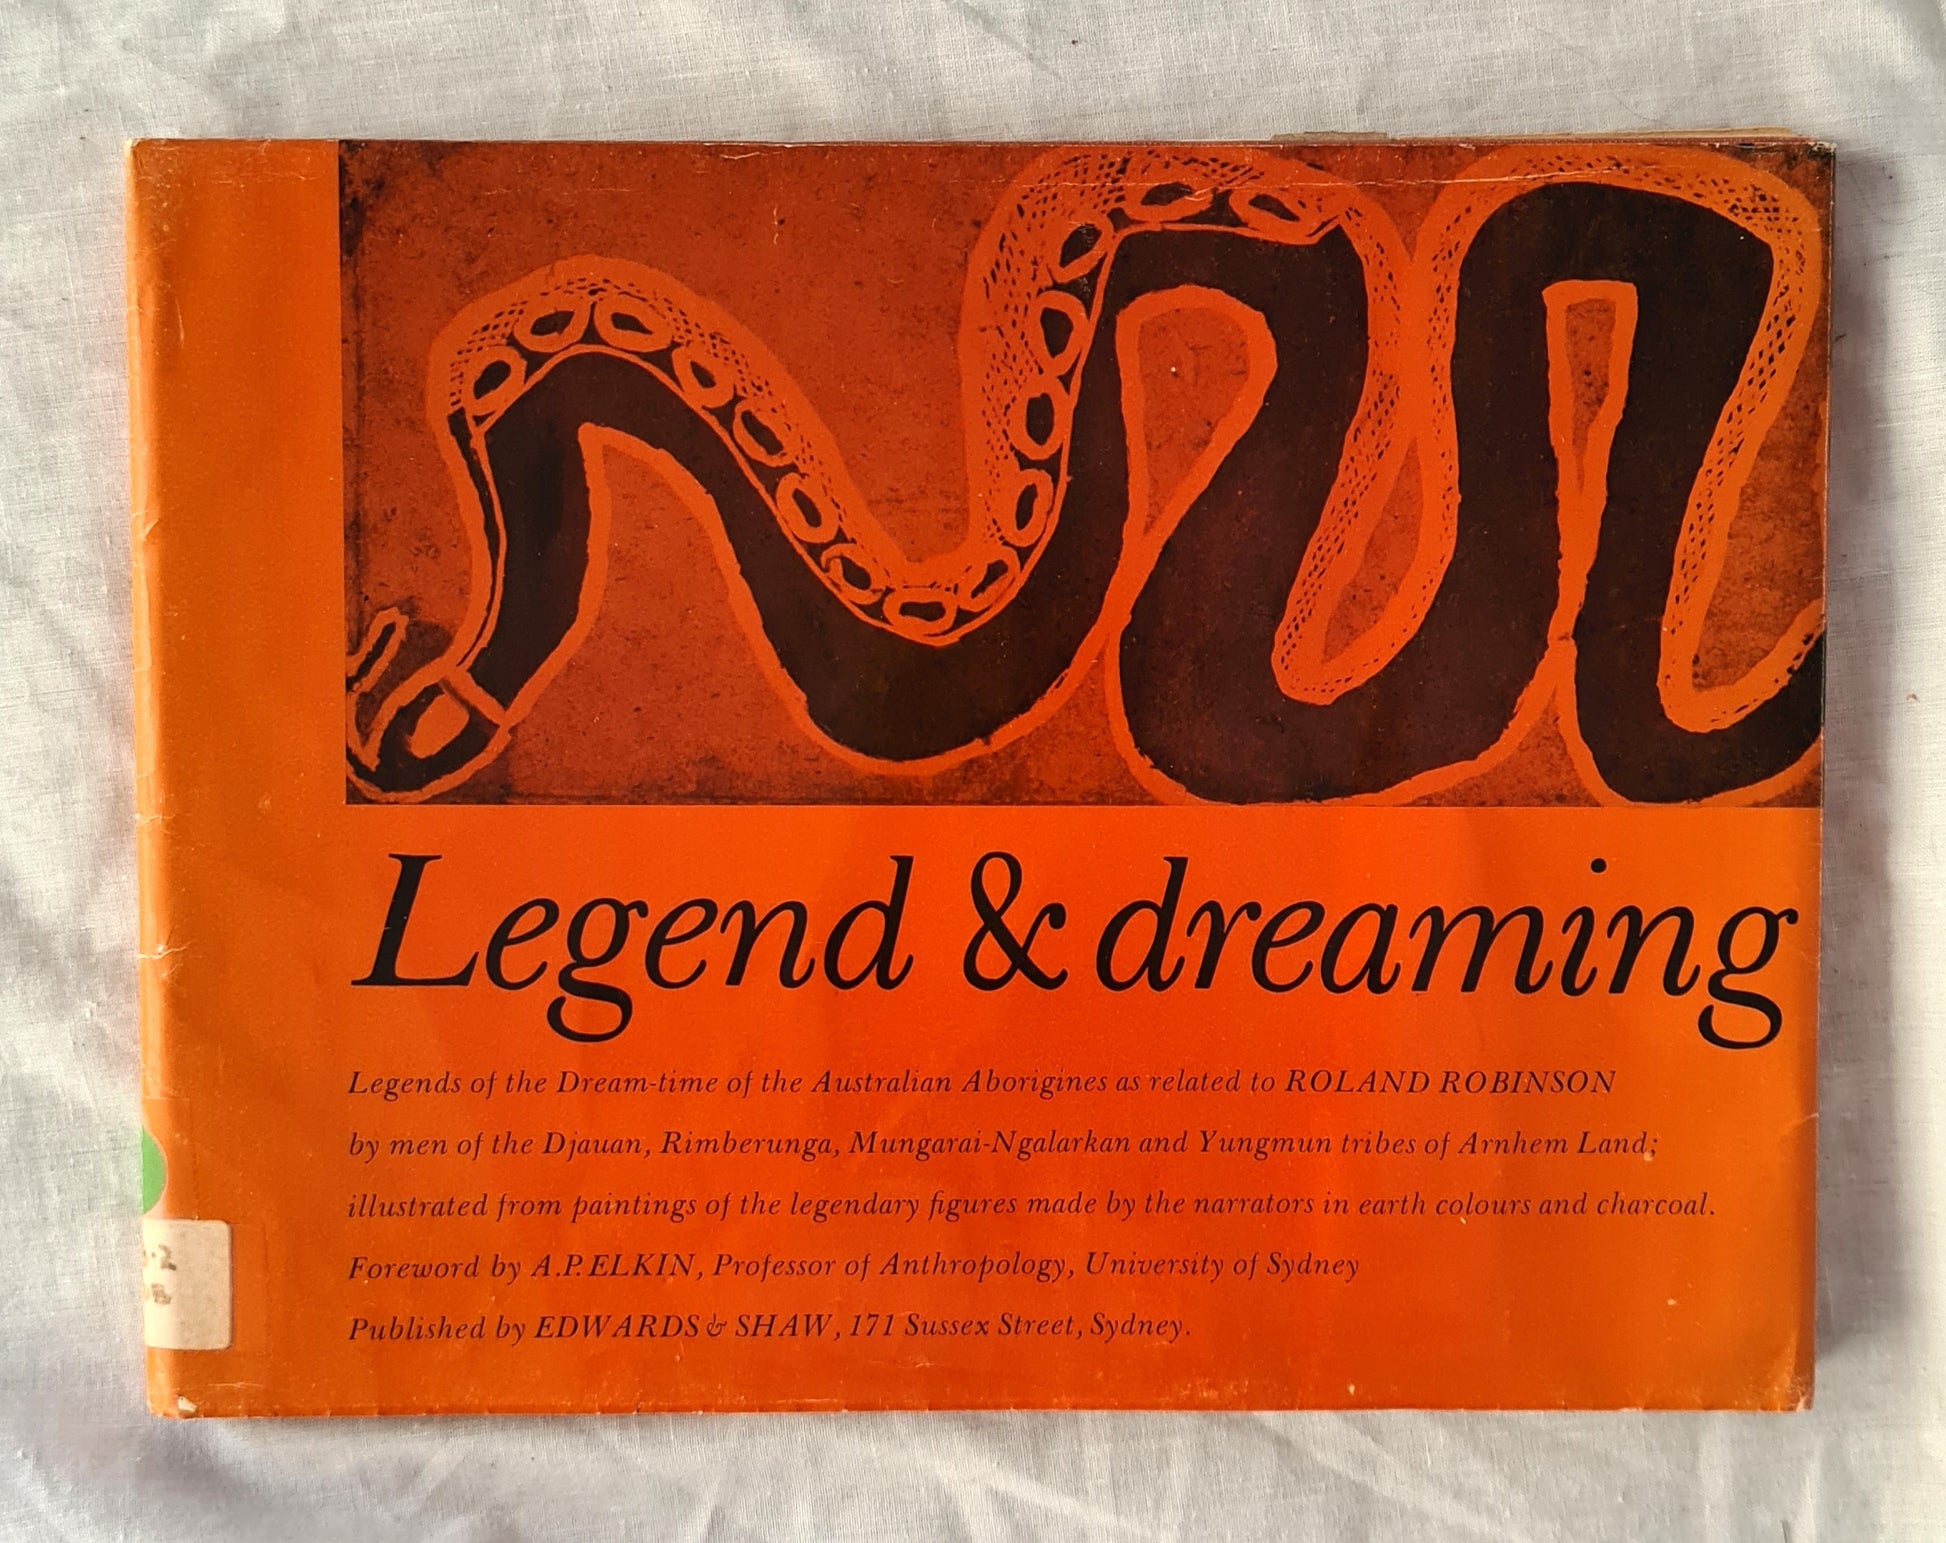 Legend & dreaming
Legends of the Dream-time of the Australian Aborigines as related to ROLAND ROBINSON
by men of the Djauan, Rimberunga, Mungarai-Ngalarkan and Yungmun tribes of Arnhem Land;
illustrated from paintings of the legendary figures made by the narrators in earth colours and charcoal.
Foreword by A.P. ELKIN, Professor of Anthropology, University of Sydney
Published by EDWARDS & SHAW, 171 Sussex Street, Sydney.